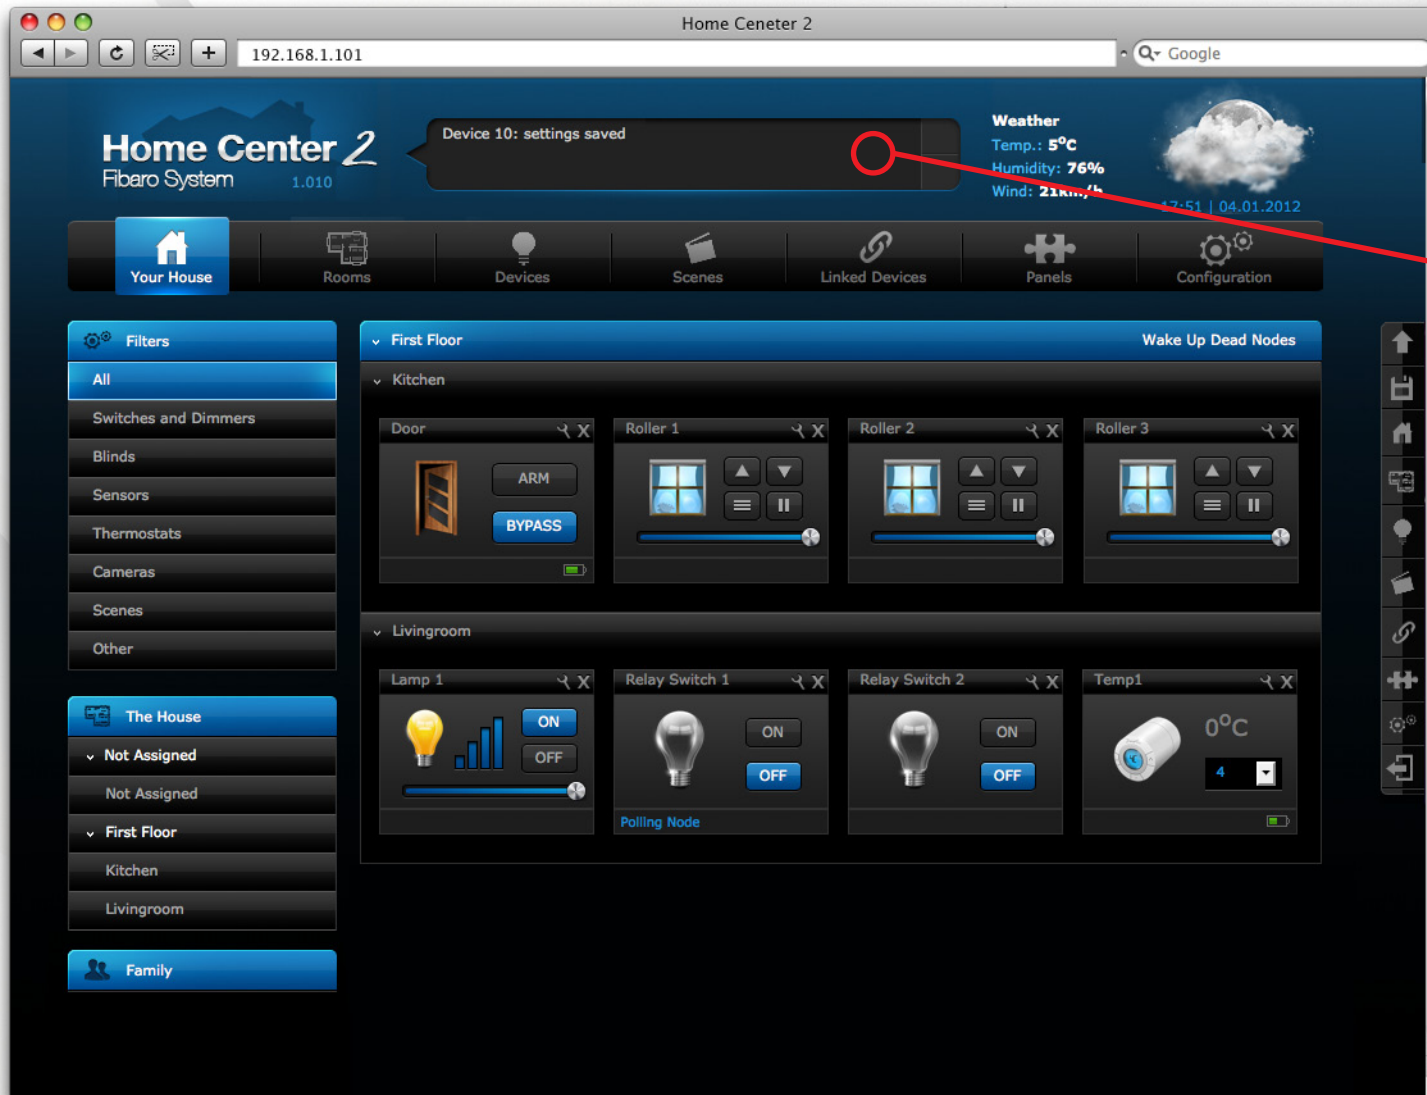 Home Ceneter 2
192.168.1.101
Google
Home Center 2
Fibaro System 1.010
Device 10: settings saved
Weather
Temp.: 5°C
Humidity: 76%
Wind: 21km/h
17:51 | 04.01.2012
Your House
Rooms
Devices
Scenes
Linked Devices
Panels
Configuration
Filters
All
Switches and Dimmers
Blinds
Sensors
Thermostats
Cameras
Scenes
Other
The House
Not Assigned
Not Assigned
First Floor
Kitchen
Livingroom
Family
First Floor
Wake Up Dead Nodes
Kitchen
Door X
ARM
BYPASS
Roller 1 X
Roller 2 X
Roller 3 X
Livingroom
Lamp 1 X
ON
OFF
Relay Switch 1 X
ON
OFF
Polling Node
Relay Switch 2 X
ON
OFF
Temp1 X
0°C
4